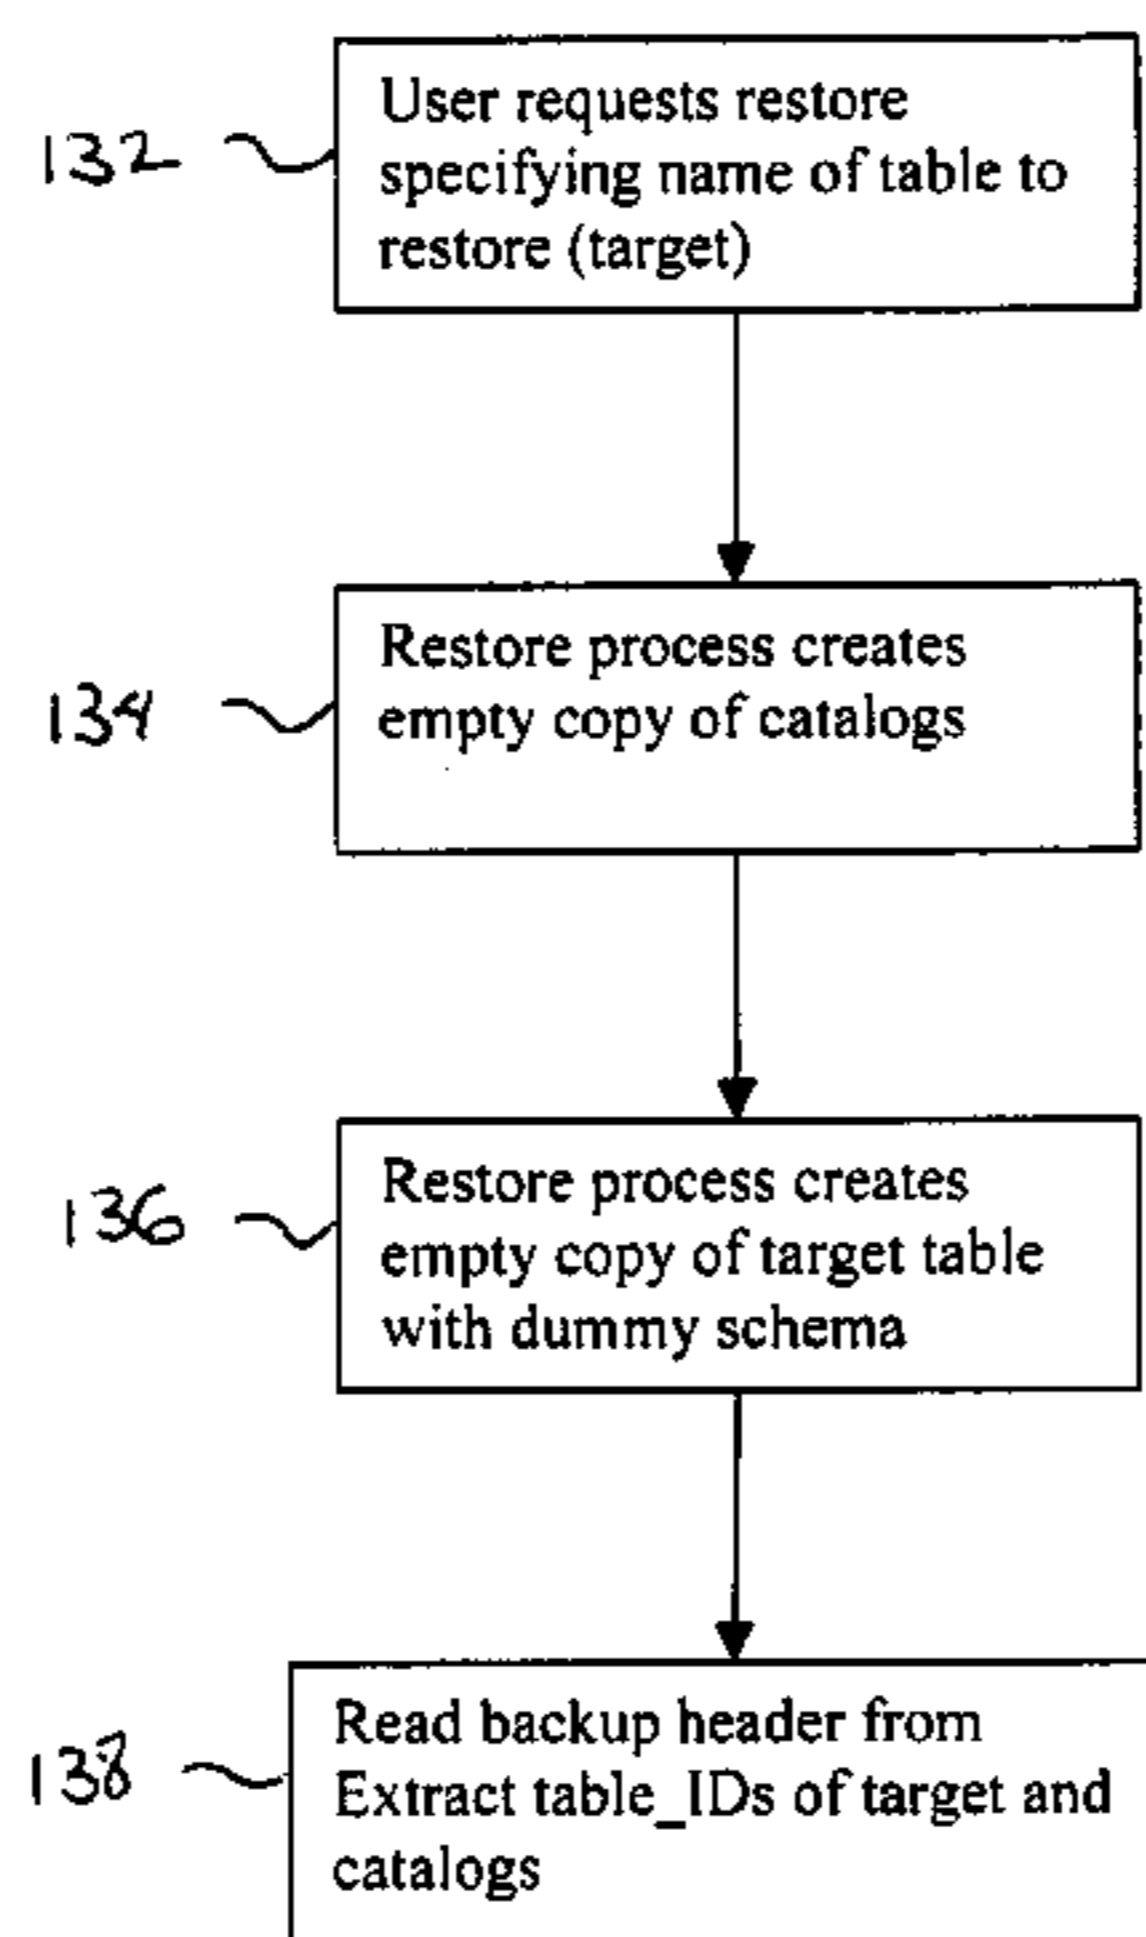 132
User requests restore
specifying name of table to
restore (target)
134
Restore process creates
empty copy of catalogs
136
Restore process creates
empty copy of target table
with dummy schema
138
Read backup header from
Extract table_IDs of target and
catalogs